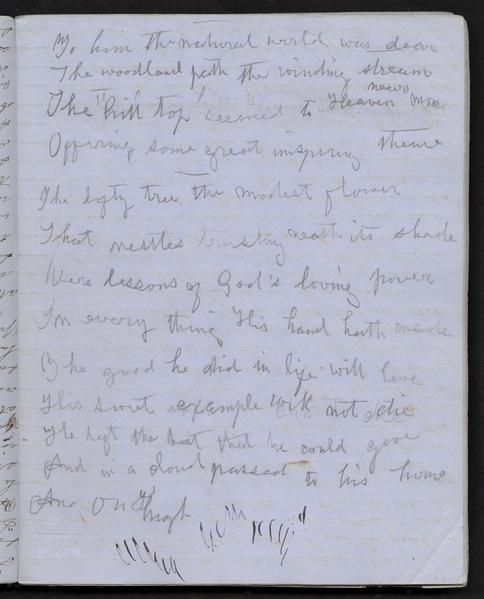 To him the natural world was dear
The woodland path the winding stream
The "hill top" seemed to Heaven near
Offering some great inspiring theme
The lofty tree the modest flower
That nestles trusting neath its shade
Were lessons of God's loving power
In every thing His hand hath made
The good he did in life will live
His sweet example will not die
He left the best that he could give
And in a cloud passed to his home
And on high